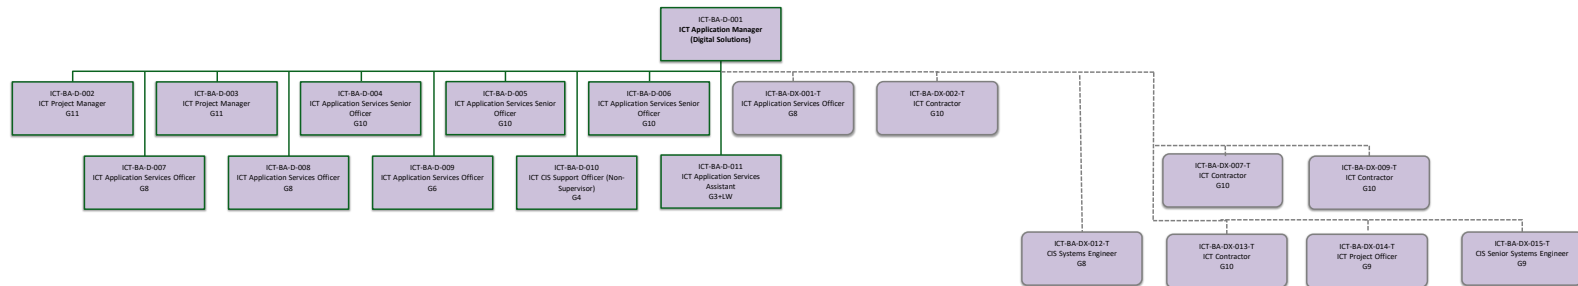 ICT-BA-D-001
ICT Application Manager
(Digital Solutions)
ICT-BA-D-002
ICT Project Manager
G11
ICT-BA-D-003
ICT Project Manager
G11
ICT-BA-D-004
ICT Application Services Senior
Officer
G10
ICT-BA-D-005
ICT Application Services Senior
Officer
G10
ICT-BA-D-006
ICT Application Services Senior
Officer
G10
ICT-BA-DX-001-T
ICT Application Services Officer
G8
ICT-BA-DX-002-T
ICT Contractor
G10
ICT-BA-D-007
ICT Application Services Officer
G8
ICT-BA-D-008
ICT Application Services Officer
G8
ICT-BA-D-009
ICT Application Services Officer
G6
ICT-BA-D-010
ICT CIS Support Officer (Non-
Supervisor)
G4
ICT-BA-D-011
ICT Application Services
Assistant
G3+LW
ICT-BA-DX-007-T
ICT Contractor
G10
ICT-BA-DX-009-T
ICT Contractor
G10
ICT-BA-DX-012-T
CIS Systems Engineer
G8
ICT-BA-DX-013-T
ICT Contractor
G10
ICT-BA-DX-014-T
ICT Project Officer
G9
ICT-BA-DX-015-T
CIS Senior Systems Engineer
G9